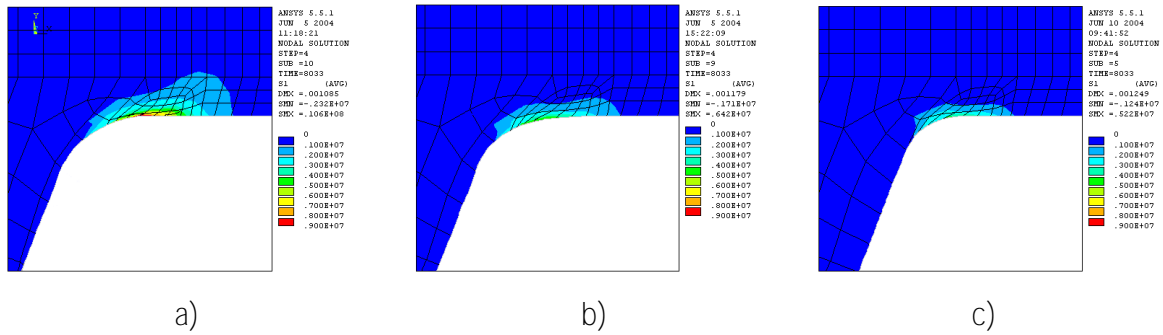 Y
X
ANSYS 5.5.1
JUN 5 2004
11:18:21
NODAL SOLUTION
STEP=4
SUB =10
TIME=8033
S1 (AVG)
DMX =.001085
SMN =-.232E+07
SMX =.106E+08
0
.100E+07
.200E+07
.300E+07
.400E+07
.500E+07
.600E+07
.700E+07
.800E+07
.900E+07
a)
ANSYS 5.5.1
JUN 5 2004
15:22:09
NODAL SOLUTION
STEP=4
SUB =9
TIME=8033
S1 (AVG)
DMX =.001179
SMN =-.171E+07
SMX =.642E+07
0
.100E+07
.200E+07
.300E+07
.400E+07
.500E+07
.600E+07
.700E+07
.800E+07
.900E+07
b)
ANSYS 5.5.1
JUN 10 2004
09:41:52
NODAL SOLUTION
STEP=4
SUB =5
TIME=8033
S1 (AVG)
DMX =.001249
SMN =-.124E+07
SMX =.522E+07
0
.100E+07
.200E+07
.300E+07
.400E+07
.500E+07
.600E+07
.700E+07
.800E+07
.900E+07
c)